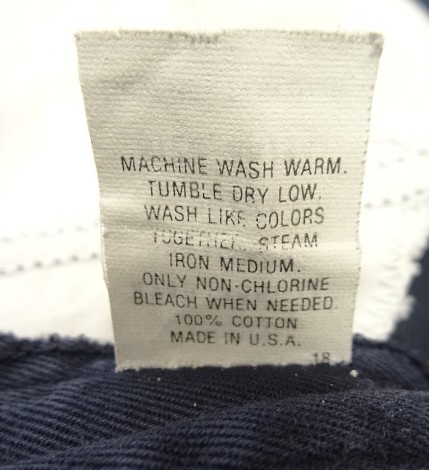 MACHINE WASH WARM.
TUMBLE DRY LOW.
WASH LIKE COLORS
TOGETHER. STEAM
IRON MEDIUM.
ONLY NON-CHLORINE
BLEACH WHEN NEEDED.
100% COTTON
MADE IN U.S.A.
18